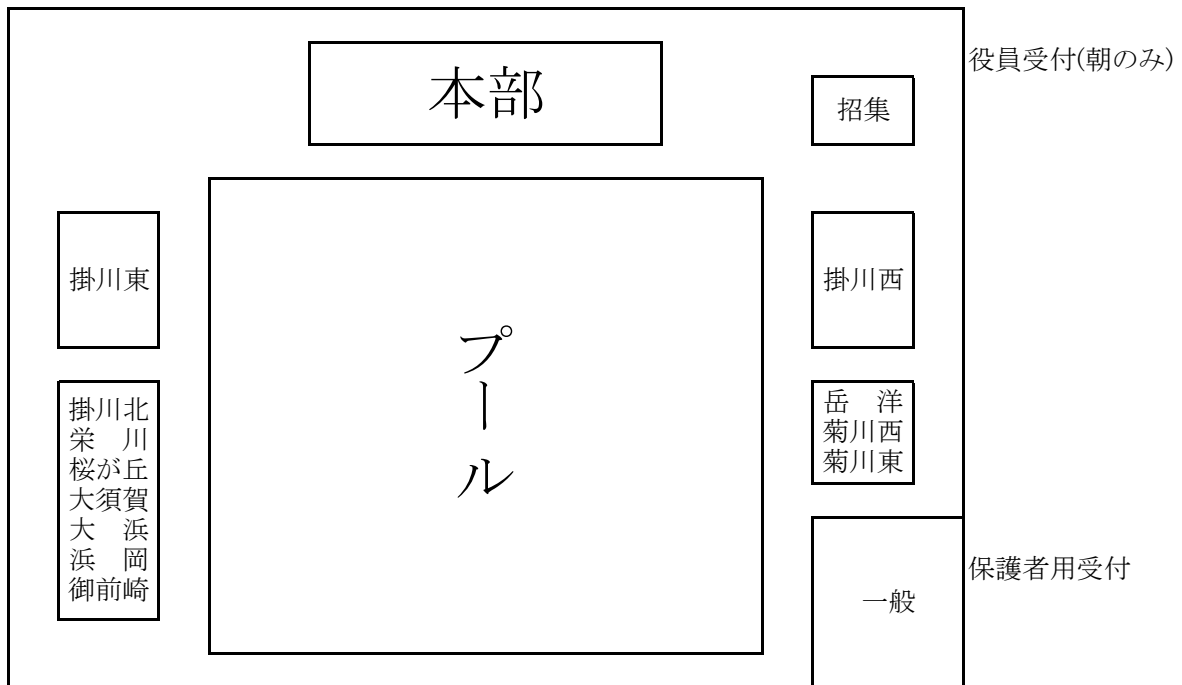 役員受付(朝のみ)
本部
招集
掛川東
掛川西
プール
掛川北
栄　川
桜が丘
大須賀
大　浜
浜　岡
御前崎
岳　洋
菊川西
菊川東
保護者用受付
一般